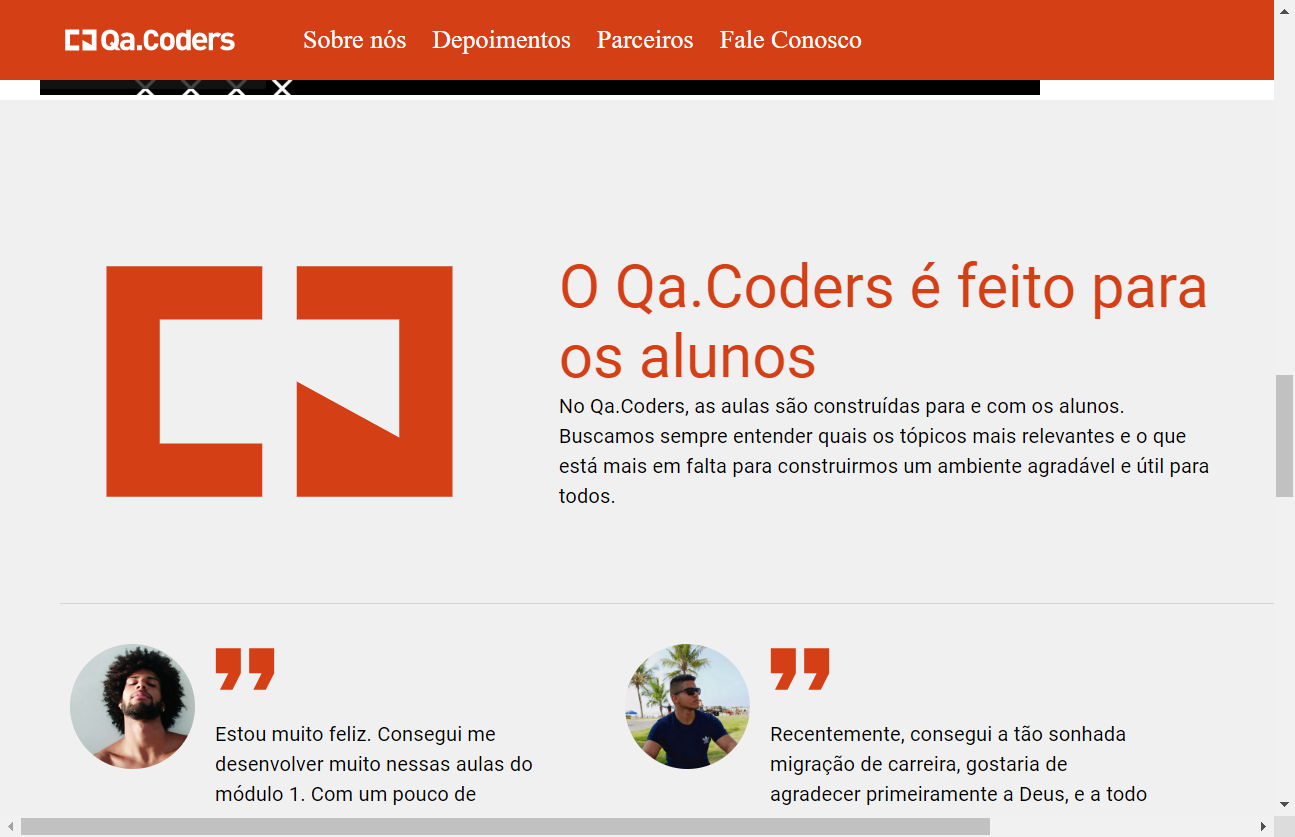 Qa.Coders
Sobre nós Depoimentos Parceiros Fale Conosco
O Qa.Coders é feito para
os alunos
No Qa.Coders, as aulas são construídas para e com os alunos.
Buscamos sempre entender quais os tópicos mais relevantes e o que
está mais em falta para construirmos um ambiente agradável e útil para
todos.
Estou muito feliz. Consegui me
desenvolver muito nessas aulas do
módulo 1. Com um pouco de
Recentemente, consegui a tão sonhada
migração de carreira, gostaria de
agradecer primeiramente a Deus, e a todo